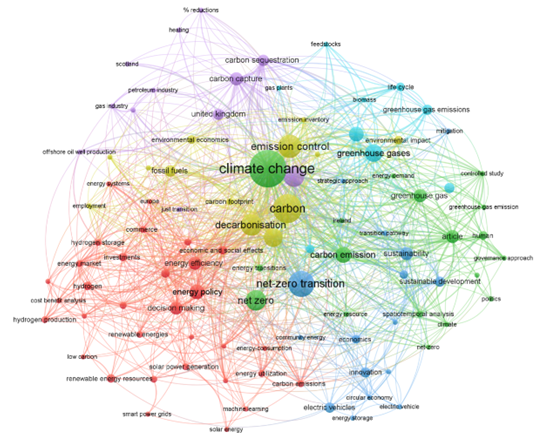 % reductions
heating
feedstocks
scotland
carbon sequestration
carbon capture
gas plants
life cycle
petroleum industry
biomass
gas industry
united kingdom
greenhouse gas emissions
emission inventory
mitigation
environmental economics
emission control
environmental impact
offshore oil well production
greenhouse gases
fossil fuels
climate change
energy demand
controlled study
energy systems
strategic approach
europe
greenhouse gas
employment
just transition
carbon footprint
carbon
greenhouse gas emission
ireland
commerce
decarbonisation
transition pathway
article
human
hydrogen storage
investments
economic and social effects
carbon emission
sustainability
governance approach
energy market
energy efficiency
energy transitions
hydrogen
net-zero transition
sustainable development
cost benefit analysis
energy policy
net zero
politics
decision making
hydrogen production
energy resource
spatiotemporal analysis
climate
renewable energies
community energy
economics
net-zero
low carbon
energy-consumption
solar power generation
renewable energy resources
energy utilization
innovation
carbon emissions
circular economy
smart power grids
machine learning
electric vehicles
electric vehicle
energy storage
solar energy